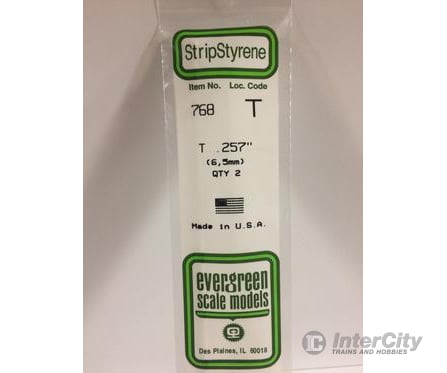 StripStyrene
Item No. Loc. Code
768 T
T .257"
(6,5mm)
QTY 2
Made in U.S.A.
evergreen
scale models
Des Plaines, IL 60018
InterCity
TRAINS AND HOBBIES